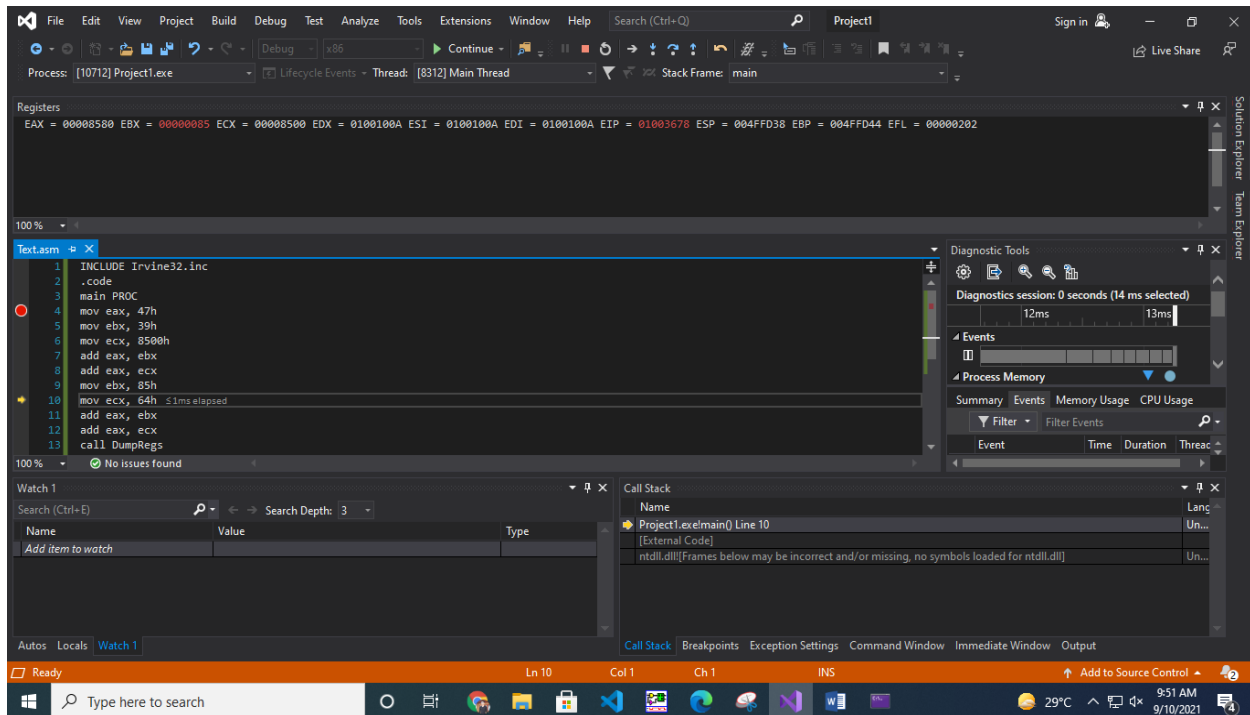 File Edit View Project Build Debug Test Analyze Tools Extensions Window Help Search (Ctrl+Q) Project1 Sign in
Debug x86 Continue Live Share
Process: [10712] Project1.exe Lifecycle Events Thread: [8312] Main Thread Stack Frame: main
Registers
EAX = 00008580 EBX = 00000085 ECX = 00008500 EDX = 0100100A ESI = 0100100A EDI = 0100100A EIP = 01003678 ESP = 004FFD38 EBP = 004FFD44 EFL = 00000202
Solution Explorer
Team Explorer
100 %
Text.asm
1 INCLUDE Irvine32.inc
2 .code
3 main PROC
4 mov eax, 47h
5 mov ebx, 39h
6 mov ecx, 8500h
7 add eax, ebx
8 add eax, ecx
9 mov ebx, 85h
10 mov ecx, 64h ≤1ms elapsed
11 add eax, ebx
12 add eax, ecx
13 call DumpRegs
100 % No issues found
Diagnostic Tools
Diagnostics session: 0 seconds (14 ms selected)
12ms 13ms
Events
Process Memory
Summary Events Memory Usage CPU Usage
Filter Filter Events
Event Time Duration Thread
Watch 1
Search (Ctrl+E) Search Depth: 3
Name Value Type
Add item to watch
Autos Locals Watch 1
Call Stack
Name Lang
Project1.exe!main() Line 10 Un...
[External Code]
ntdll.dll![Frames below may be incorrect and/or missing, no symbols loaded for ntdll.dll] Un...
Call Stack Breakpoints Exception Settings Command Window Immediate Window Output
Ready Ln 10 Col 1 Ch 1 INS Add to Source Control 2
Type here to search 29°C 9:51 AM
9/10/2021 4